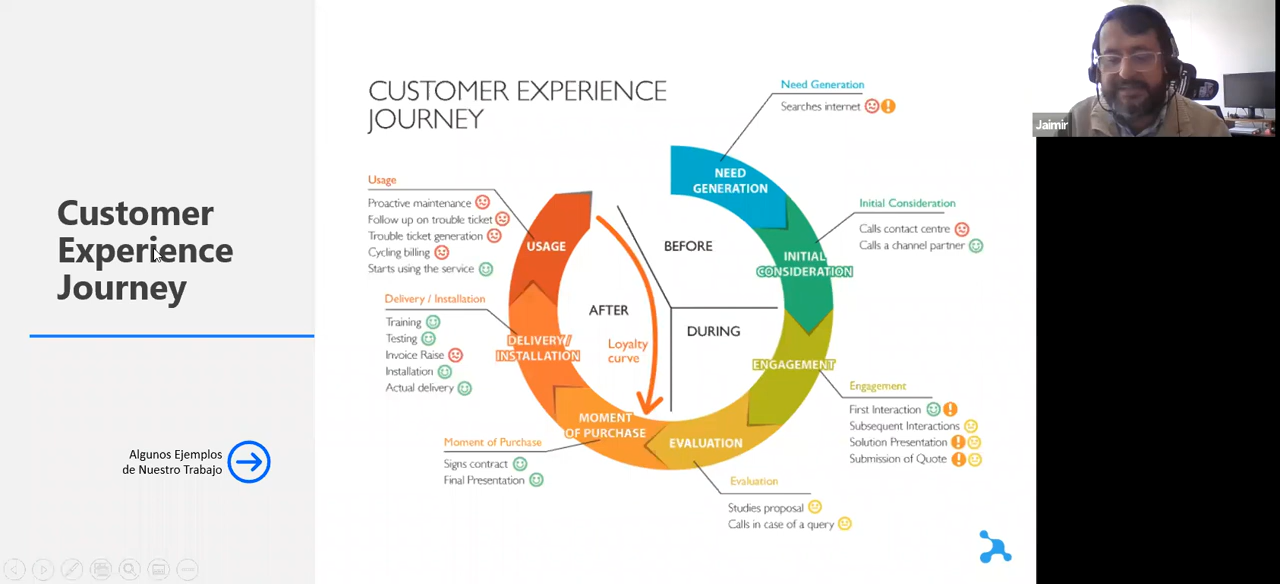 Customer
Experience
Journey
Algunos Ejemplos
de Nuestro Trabajo
CUSTOMER EXPERIENCE
JOURNEY
Need Generation
Searches internet
Initial Consideration
Calls contact centre
Calls a channel partner
Engagement
First Interaction
Subsequent Interactions
Solution Presentation
Submission of Quote
Evaluation
Studies proposal
Calls in case of a query
Moment of Purchase
Signs contract
Final Presentation
Delivery / Installation
Training
Testing
Invoice Raise
Installation
Actual delivery
Usage
Proactive maintenance
Follow up on trouble ticket
Trouble ticket generation
Cycling billing
Starts using the service
NEED
GENERATION
INITIAL
CONSIDERATION
ENGAGEMENT
EVALUATION
MOMENT
OF PURCHASE
DELIVERY/
INSTALLATION
USAGE
BEFORE
DURING
AFTER
Loyalty
curve
Jaimir